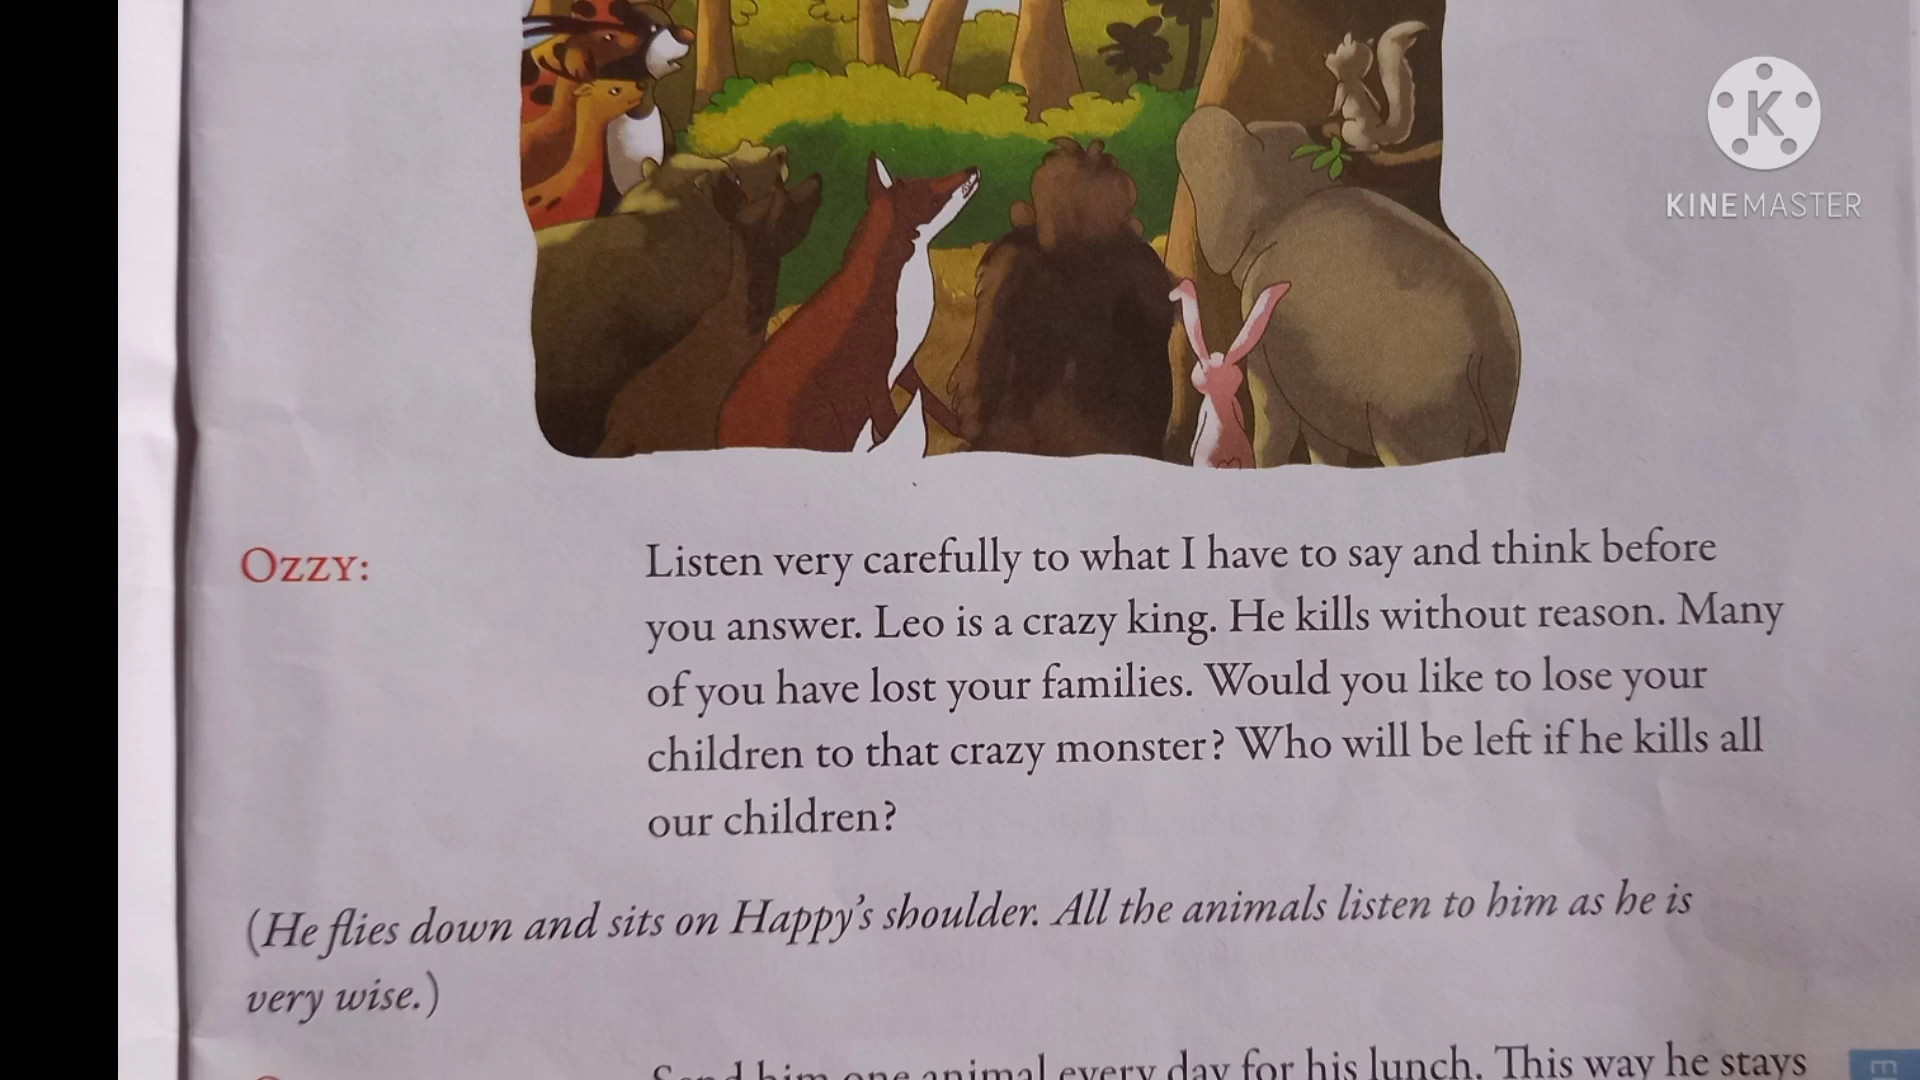 KINEMASTER
OZZY:
Listen very carefully to what I have to say and think before
you answer. Leo is a crazy king. He kills without reason. Many
of you have lost your families. Would you like to lose your
children to that crazy monster? Who will be left if he kills all
our children?
(He flies down and sits on Happy's shoulder. All the animals listen to him as he is
very wise.)
Send him one animal every day for his lunch. This way he stays